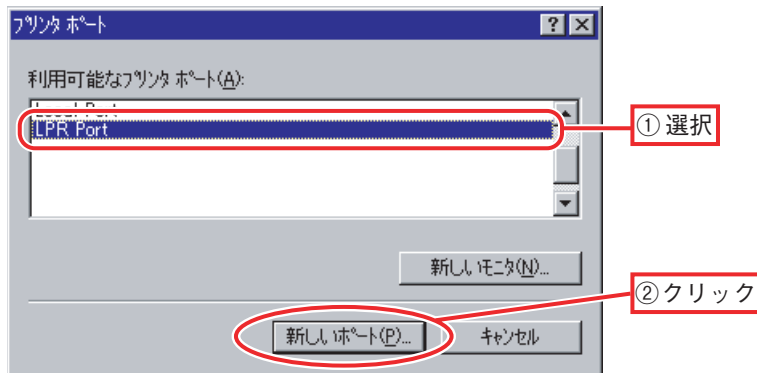 プリンタ ポート
利用可能なプリンタ ポート(A):
Local Port
LPR Port
① 選択
新しいモニタ(N)...
② クリック
新しいポート(P)...
キャンセル